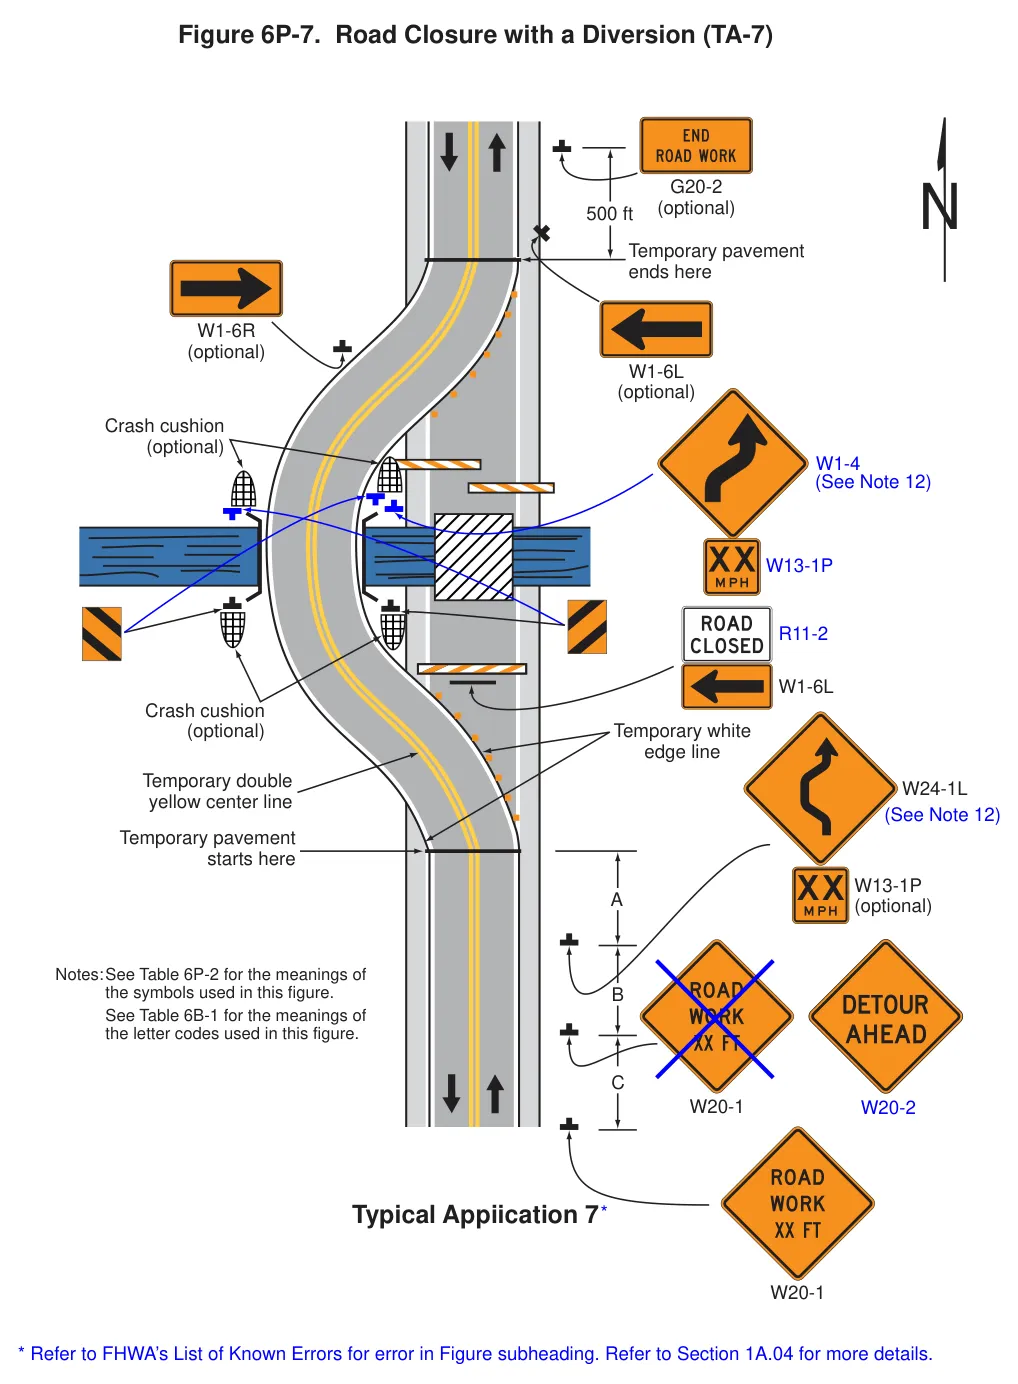 Figure 6P-7.  Road Closure with a Diversion (TA-7)
END
ROAD WORK
G20-2
(optional)
500 ft
N
Temporary pavement
ends here
W1-6R
(optional)
W1-6L
(optional)
Crash cushion
(optional)
W1-4
(See Note 12)
XX
MPH
W13-1P
ROAD
CLOSED
R11-2
W1-6L
Crash cushion
(optional)
Temporary white
edge line
Temporary double
yellow center line
W24-1L
(See Note 12)
Temporary pavement
starts here
XX
MPH
W13-1P
(optional)
A
B
C
Notes: See Table 6P-2 for the meanings of
the symbols used in this figure.
See Table 6B-1 for the meanings of
the letter codes used in this figure.
ROAD
WORK
XX FT
W20-1
DETOUR
AHEAD
W20-2
ROAD
WORK
XX FT
W20-1
Typical Appiication 7*
* Refer to FHWA's List of Known Errors for error in Figure subheading. Refer to Section 1A.04 for more details.